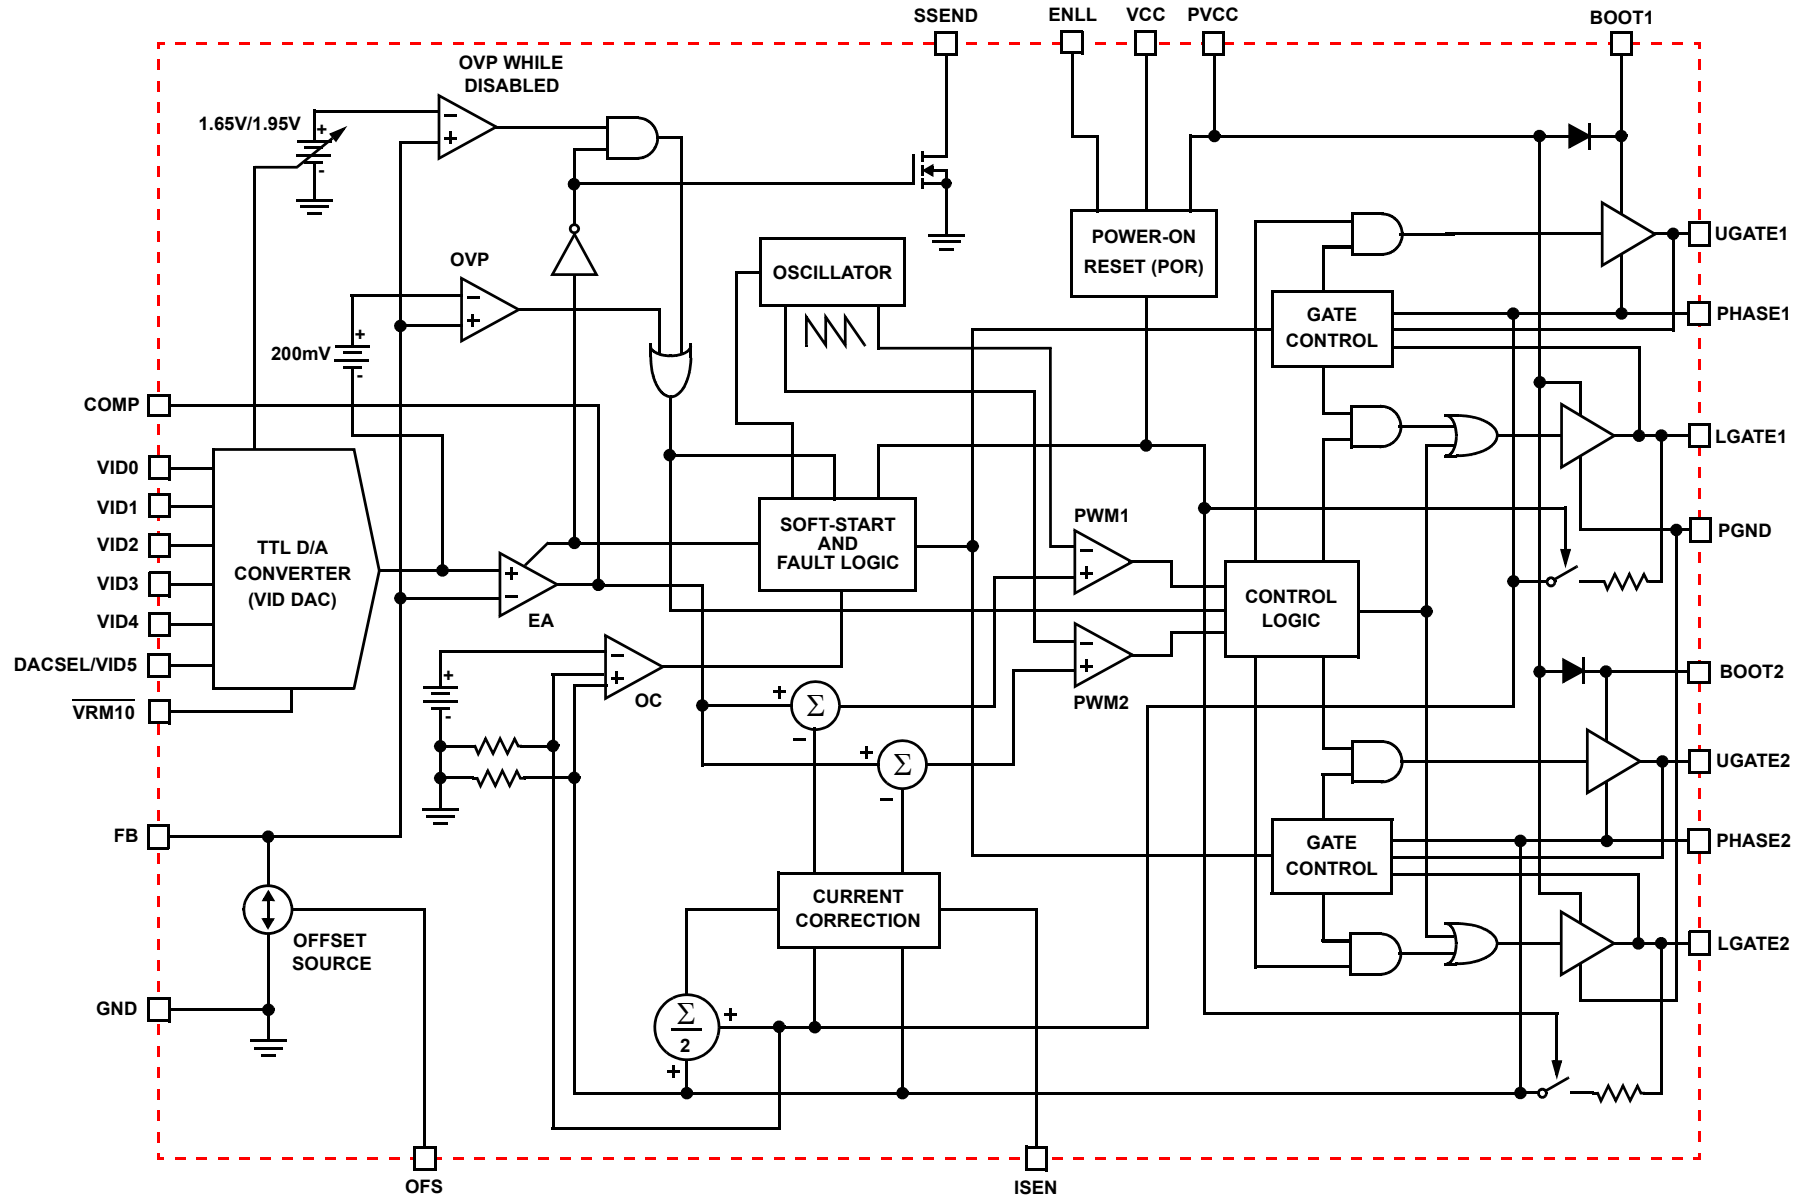 SSEND
ENLL
VCC
PVCC
BOOT1
OVP WHILE
DISABLED
1.65V/1.95V
+
-
−
+
OVP
−
+
200mV
+
-
OSCILLATOR
POWER-ON
RESET (POR)
UGATE1
GATE
CONTROL
PHASE1
COMP
LGATE1
VID0
VID1
VID2
VID3
VID4
DACSEL/VID5
VRM10
TTL D/A
CONVERTER
(VID DAC)
+
−
EA
SOFT-START
AND
FAULT LOGIC
PWM1
−
+
PGND
CONTROL
LOGIC
−
+
PWM2
+
-
−
+
OC
+
Σ
−
+
Σ
−
BOOT2
UGATE2
FB
GATE
CONTROL
PHASE2
OFFSET
SOURCE
CURRENT
CORRECTION
LGATE2
GND
Σ
2
+
+
OFS
ISEN